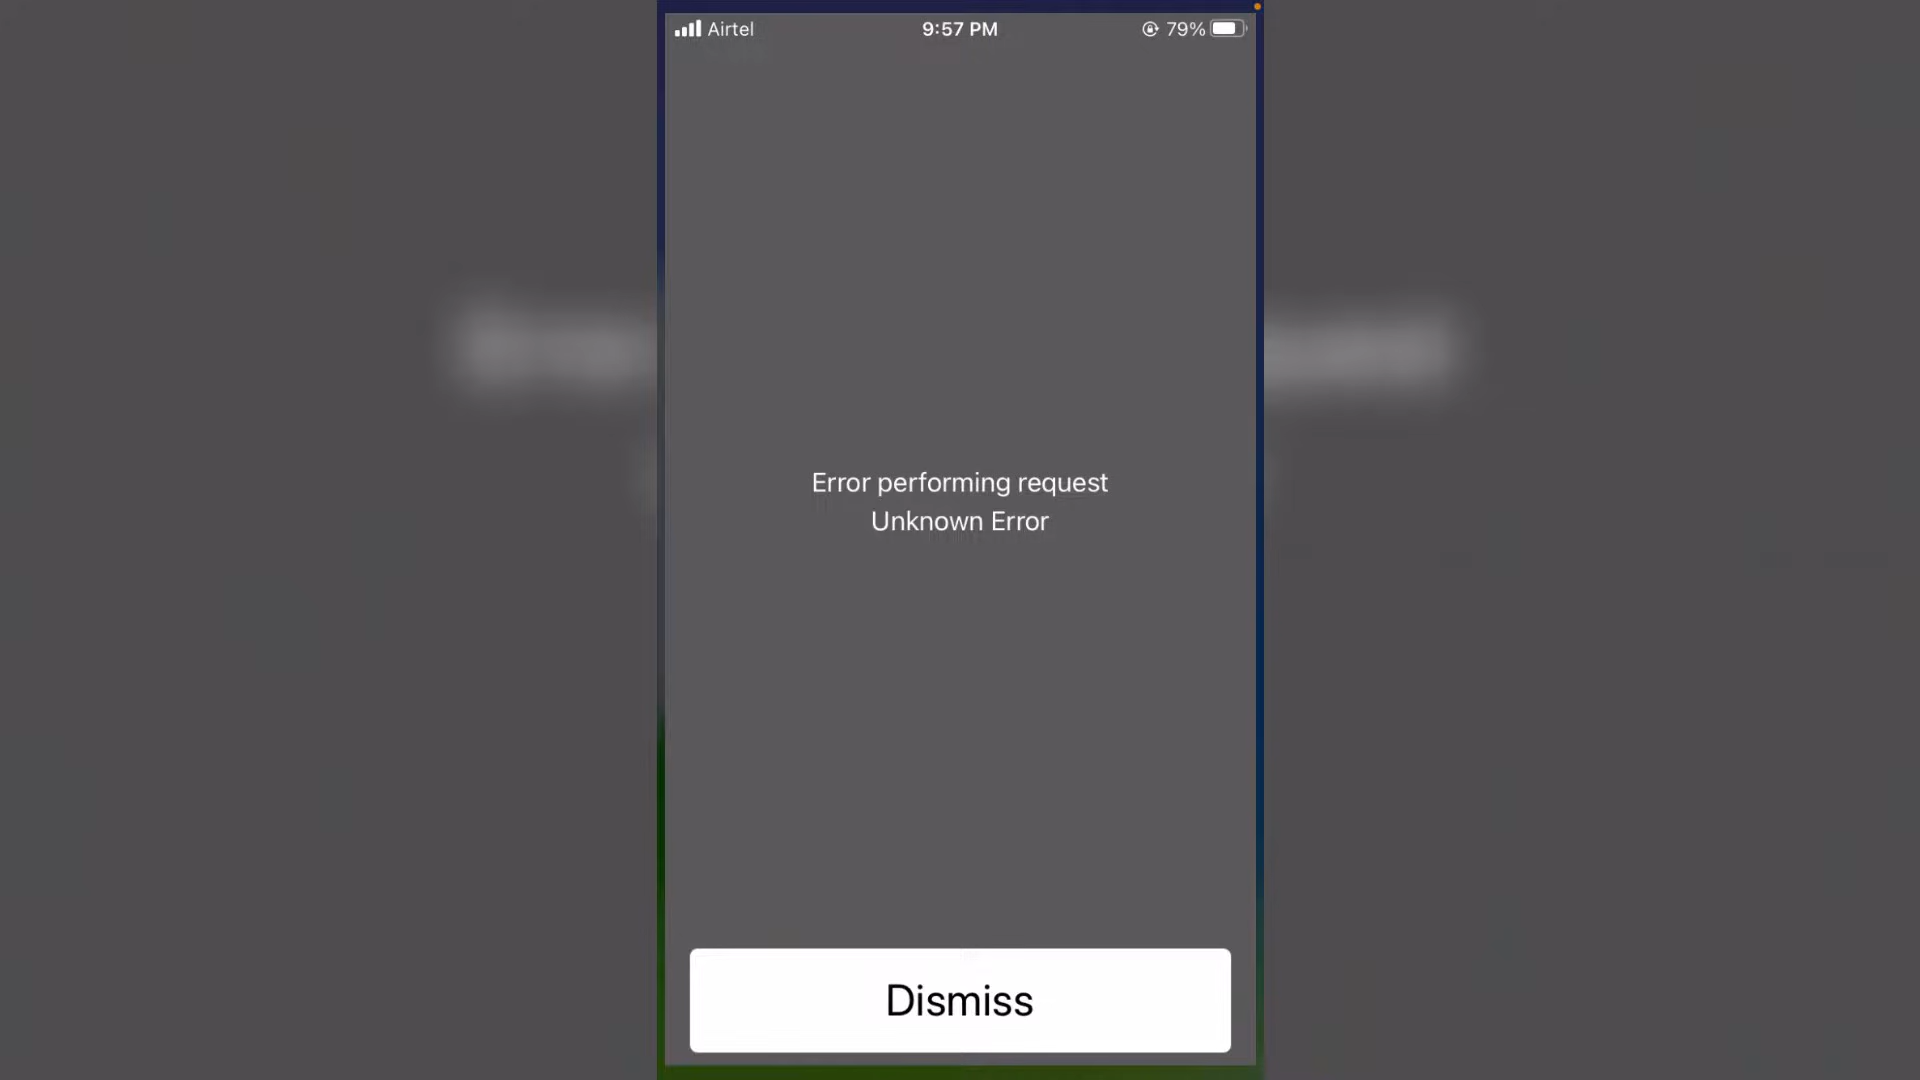 Airtel 9:57 PM 79%
Error performing request
Unknown Error
Dismiss